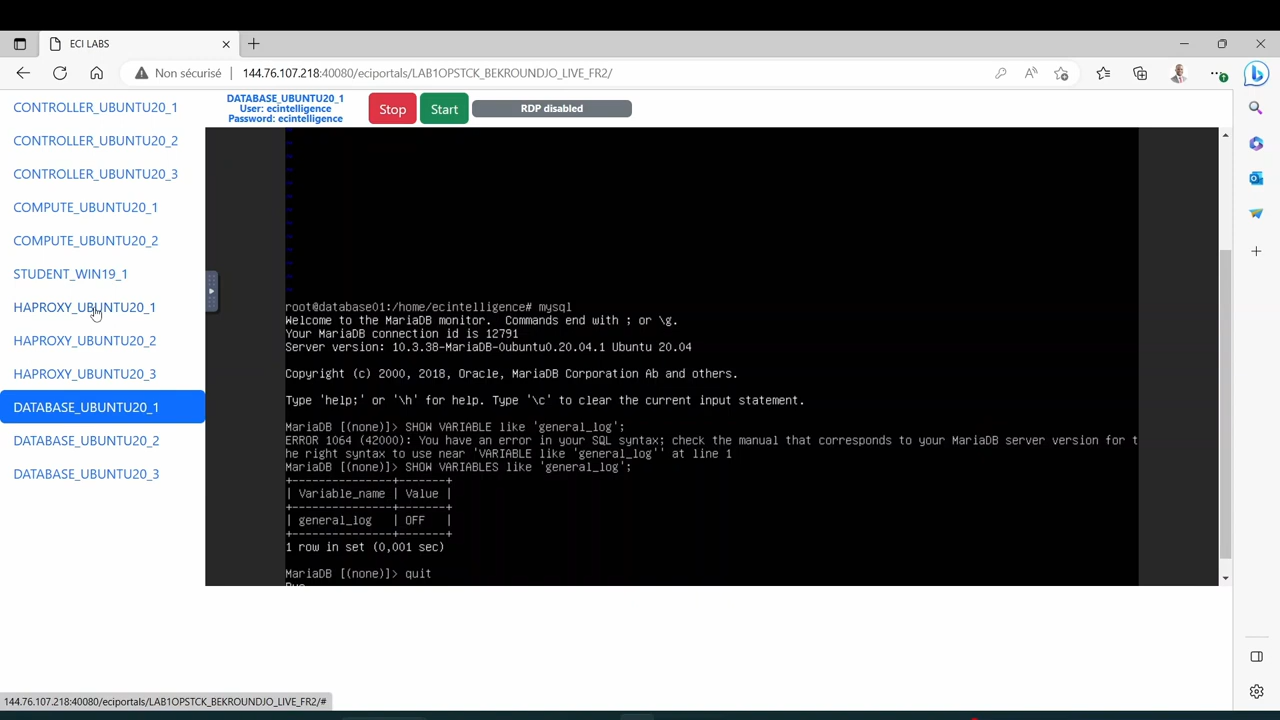 ECI LABS
Non sécurisé
144.76.107.218:40080/eciportals/LAB1OPSTCK_BEKROUNDJO_LIVE_FR2/
CONTROLLER_UBUNTU20_1
CONTROLLER_UBUNTU20_2
CONTROLLER_UBUNTU20_3
COMPUTE_UBUNTU20_1
COMPUTE_UBUNTU20_2
STUDENT_WIN19_1
HAPROXY_UBUNTU20_1
HAPROXY_UBUNTU20_2
HAPROXY_UBUNTU20_3
DATABASE_UBUNTU20_1
DATABASE_UBUNTU20_2
DATABASE_UBUNTU20_3
DATABASE_UBUNTU20_1
User: ecintelligence
Password: ecintelligence
Stop
Start
RDP disabled
root@database01:/home/ecintelligence# mysql
Welcome to the MariaDB monitor.  Commands end with ; or \g.
Your MariaDB connection id is 12791
Server version: 10.3.38-MariaDB-0ubuntu0.20.04.1 Ubuntu 20.04
Copyright (c) 2000, 2018, Oracle, MariaDB Corporation Ab and others.
Type 'help;' or '\h' for help. Type '\c' to clear the current input statement.
MariaDB [(none)]> SHOW VARIABLE like 'general_log';
ERROR 1064 (42000): You have an error in your SQL syntax; check the manual that corresponds to your MariaDB server version for t
he right syntax to use near 'VARIABLE like 'general_log'' at line 1
MariaDB [(none)]> SHOW VARIABLES like 'general_log';
+---------------+-------+
| Variable_name | Value |
+---------------+-------+
| general_log   | OFF   |
+---------------+-------+
1 row in set (0,001 sec)
MariaDB [(none)]> quit
144.76.107.218:40080/eciportals/LAB1OPSTCK_BEKROUNDJO_LIVE_FR2/#